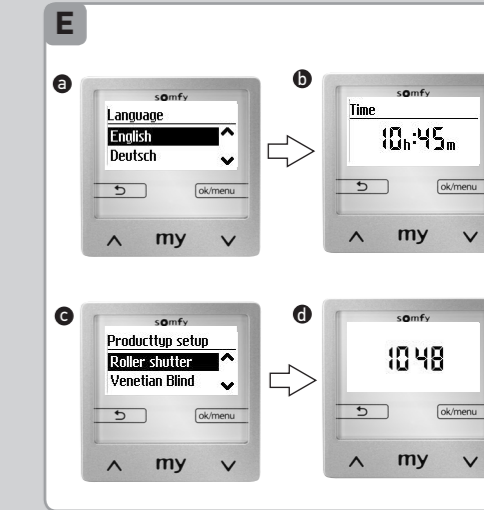 E
a
somfy
Language
English
Deutsch
ok/menu
my
b
somfy
Time
10h:45m
ok/menu
my
c
somfy
Producttyp setup
Roller shutter
Venetian Blind
ok/menu
my
d
somfy
10 48
ok/menu
my